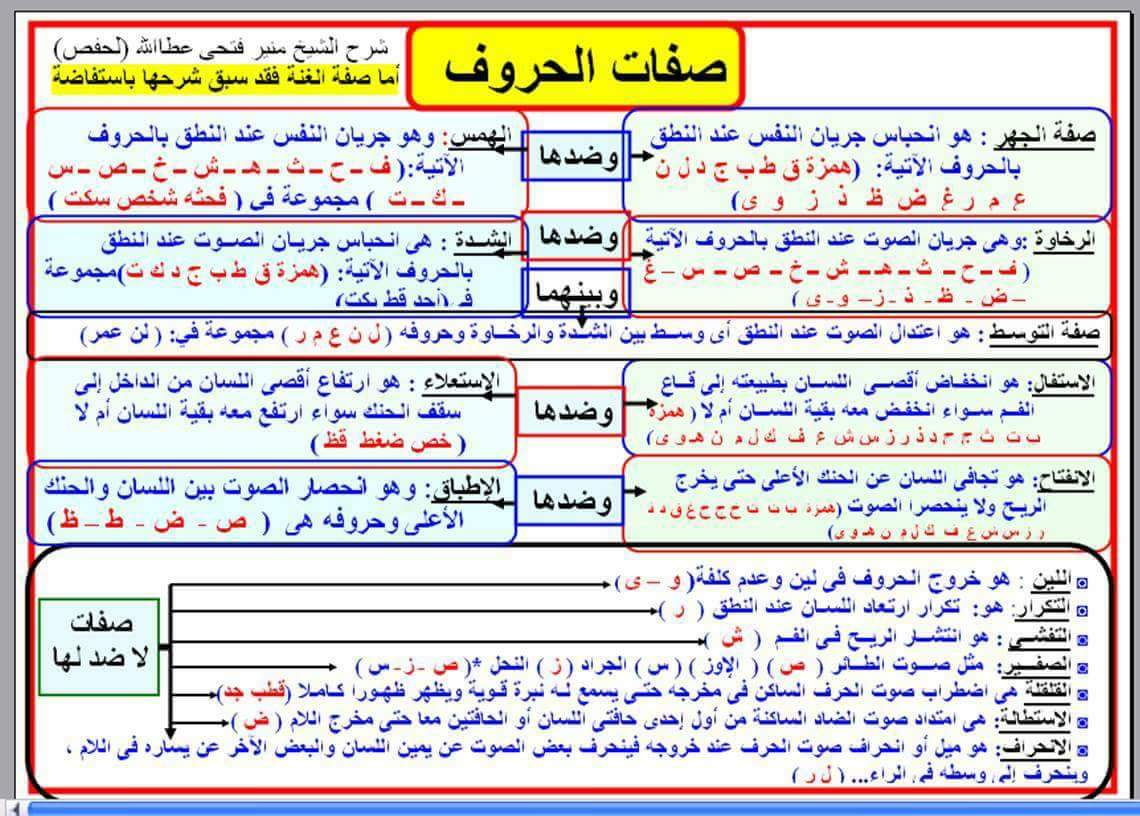 صفات الحروف
شرح الشيخ منير فتحى عطاالله (لحفص)
أما صفة الغنة فقد سبق شرحها باستفاضة
صفة الجهر : هو انحباس جريان النفس عند النطق
بالحروف الآتية: (همزة ق ط ب ج د ل ن
ع م ر غ ض ظ ذ ز و ى)
وضدها
الهمس: وهو جريان النفس عند النطق بالحروف
الآتية:( ف ـ ح ـ ث ـ هـ ـ ش ـ خ ـ ص ـ س
ـ ك ـ ت ) مجموعة فى ( فحثه شخص سكت )
الرخاوة :وهى جريان الصوت عند النطق بالحروف الآتية
( ف ـ ح ـ ث ـ هـ ـ ش ـ خ ـ ص ـ س – غ
– ض - ظ - ذ - ز – و - ى )
وضدها
وبينهما
الشدة : هى انحباس جريان الصوت عند النطق
بالحروف الآتية: (همزة ق ط ب ج د ك ت)مجموعة
فى (أجد قط بكت)
صفة التوسط : هو اعتدال الصوت عند النطق أى وسط بين الشدة والرخاوة وحروفه ( ل ن ع م ر ) مجموعة في: ( لن عمر)
الاستفال: هو انخفاض أقصى اللسان بطبيعته إلى قاع
الفم سواء انخفض معه بقية اللسان أم لا ( همزة
ب ت ث ج ح د ذ ر ز س ش ع ف ك ل م ن هـ و ى)
وضدها
الإستعلاء : هو ارتفاع أقصى اللسان من الداخل إلى
سقف الحنك سواء ارتفع معه بقية اللسان أم لا
( خص ضغط قظ )
الانفتاح: هو تجافى اللسان عن الحنك الأعلى حتى يخرج
الريح ولا ينحصرا الصوت (همزة ب ت ث ج ح خ غ ق د ذ
ر ز س ش ع ف ك ل م ن هـ و ى)
وضدها
الإطباق: وهو انحصار الصوت بين اللسان والحنك
الأعلى وحروفه هى ( ص - ض - ط – ظ )
صفات
لا ضد لها
اللين : هو خروج الحروف فى لين وعدم كلفة( و – ى )
التكرار: هو: تكرار ارتعاد اللسان عند النطق ( ر )
التفشى : هو انتشار الريح فى الفم ( ش )
الصفير: مثل صوت الطائر ( ص ) ( الإوز ) ( س ) الجراد ( ز ) النحل *( ص -ز- س )
القلقلة هى اضطراب صوت الحرف الساكن فى مخرجه حتى يسمع له نبرة قوية ويظهر ظهورا كاملا (قطب جد)
الاستطالة: هى امتداد صوت الضاد الساكنة من أول إحدى حافتى اللسان أو الحافتين معا حتى مخرج اللام ( ض )
الانحراف: هو ميل أو انحراف صوت الحرف عند خروجه فينحرف بعض الصوت عن يمين اللسان والبعض الآخر عن يساره فى اللام ،
وينحرف إلى وسطه فى الراء... ( ل ر )